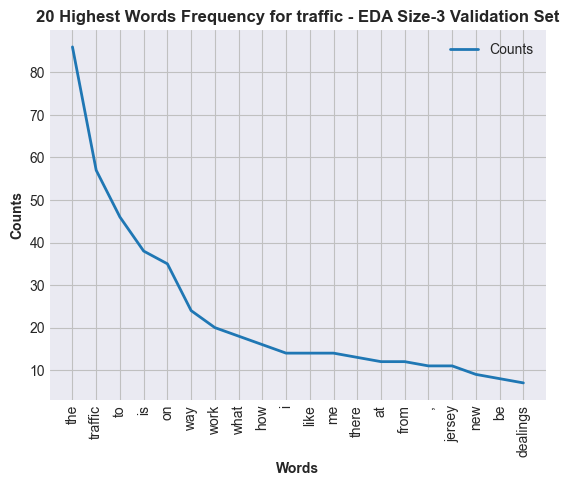 20 Highest Words Frequency for traffic - EDA Size-3 Validation Set
Counts
Counts
80
70
60
50
40
30
20
10
the
traffic
to
is
on
way
work
what
how
i
like
me
there
at
from
,
jersey
new
be
dealings
Words